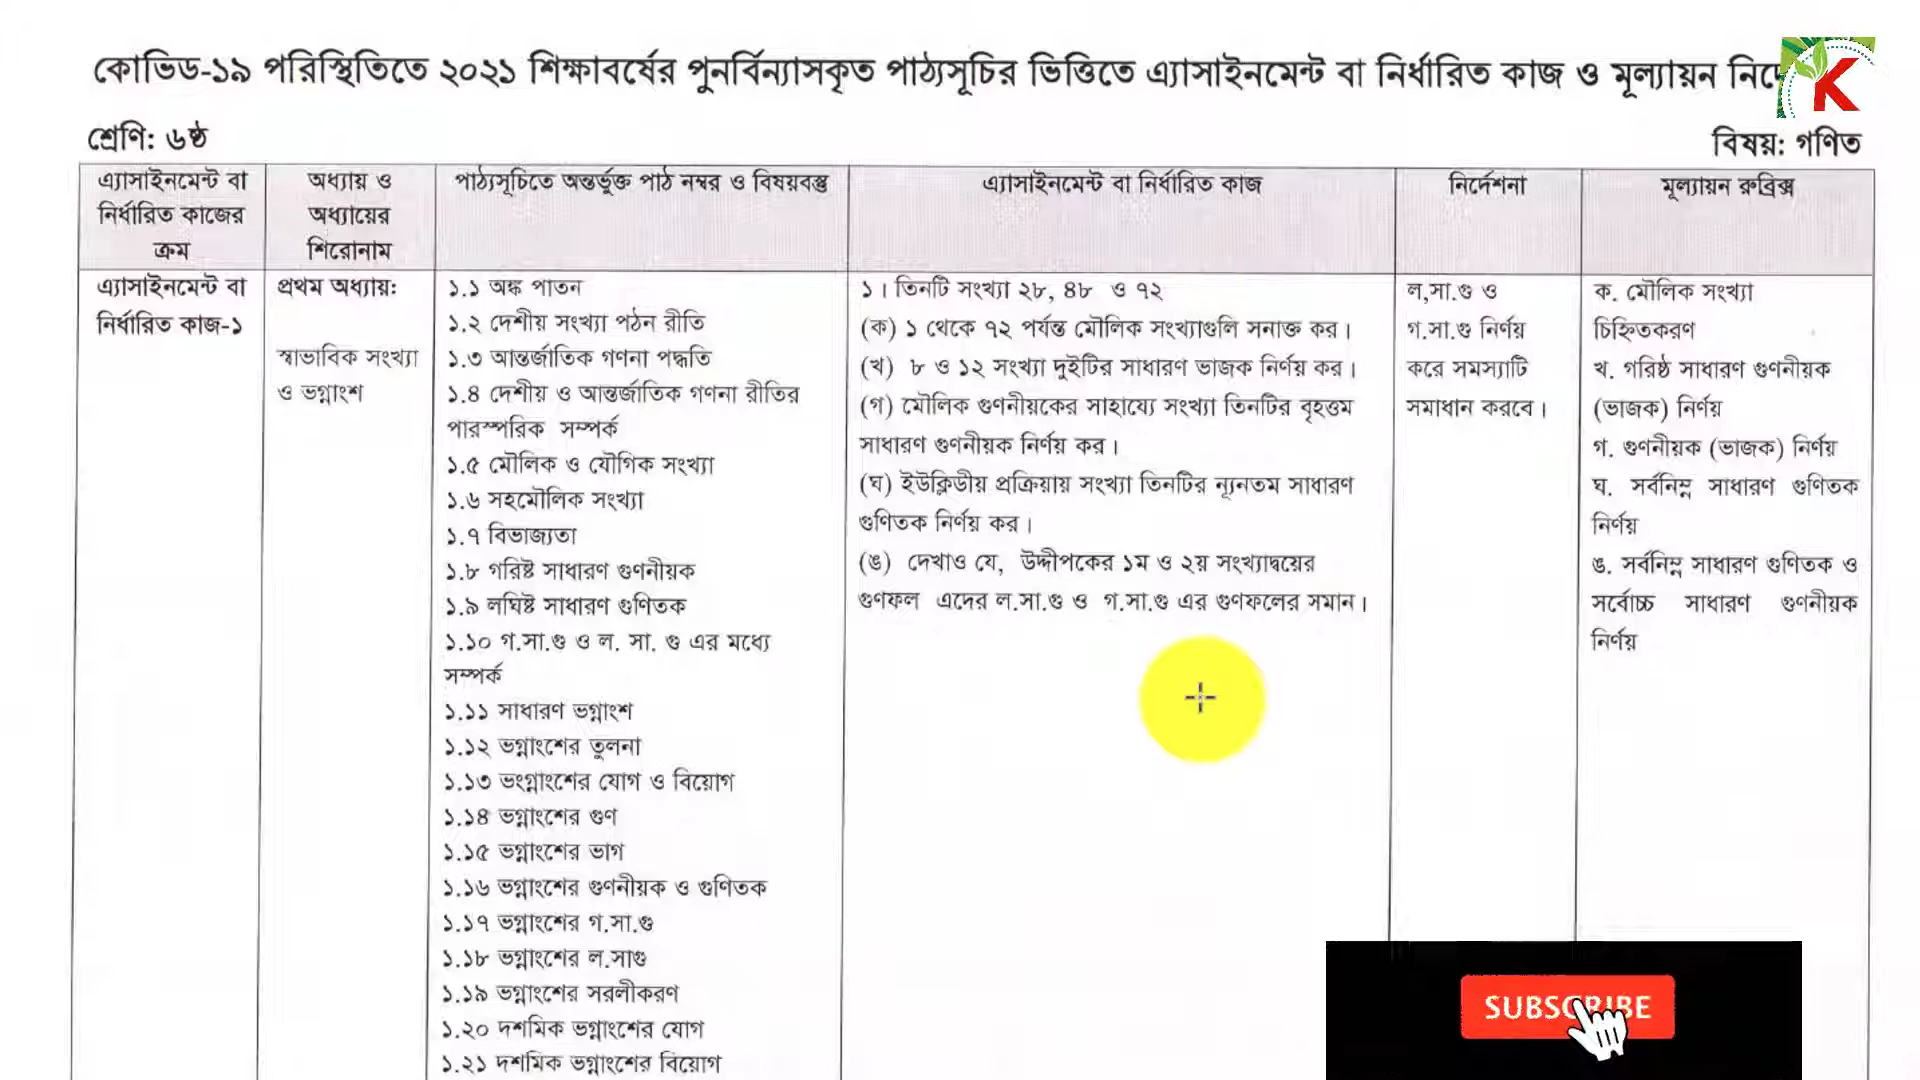 কোভিড-১৯ পরিস্থিতিতে ২০২১ শিক্ষাবর্ষের পুনর্বিন্যাসকৃত পাঠ্যসূচির ভিত্তিতে এ্যাসাইনমেন্ট বা নির্ধারিত কাজ ও মূল্যায়ন
K
শ্রেণি: ৬ষ্ঠ
বিষয়: গণিত
এ্যাসাইনমেন্ট বা
নির্ধারিত কাজের
ক্রম
অধ্যায় ও
অধ্যায়ের
শিরোনাম
পাঠ্যসূচিতে অন্তর্ভুক্ত পাঠ নম্বর ও বিষয়বস্তু
এ্যাসাইনমেন্ট বা নির্ধারিত কাজ
নির্দেশনা
মূল্যায়ন রুব্রিক্স
এ্যাসাইনমেন্ট বা
নির্ধারিত কাজ-১
প্রথম অধ্যায়:
স্বাভাবিক সংখ্যা
ও ভগ্নাংশ
১.১ অঙ্ক পাতন
১.২ দেশীয় সংখ্যা পঠন রীতি
১.৩ আন্তর্জাতিক গণনা পদ্ধতি
১.৪ দেশীয় ও আন্তর্জাতিক গণনা রীতির
পারস্পরিক সম্পর্ক
১.৫ মৌলিক ও যৌগিক সংখ্যা
১.৬ সহমৌলিক সংখ্যা
১.৭ বিভাজ্যতা
১.৮ গরিষ্ট সাধারণ গুণনীয়ক
১.৯ লঘিষ্ট সাধারণ গুণিতক
১.১০ গ.সা.গু ও ল. সা. গু এর মধ্যে
সম্পর্ক
১.১১ সাধারণ ভগ্নাংশ
১.১২ ভগ্নাংশের তুলনা
১.১৩ ভংগ্নাংশের যোগ ও বিয়োগ
১.১৪ ভগ্নাংশের গুণ
১.১৫ ভগ্নাংশের ভাগ
১.১৬ ভগ্নাংশের গুণনীয়ক ও গুণিতক
১.১৭ ভগ্নাংশের গ.সা.গু
১.১৮ ভগ্নাংশের ল.সাগু
১.১৯ ভগ্নাংশের সরলীকরণ
১.২০ দশমিক ভগ্নাংশের যোগ
১.২১ দশমিক ভগ্নাংশের বিয়োগ
১। তিনটি সংখ্যা ২৮, ৪৮ ও ৭২
(ক) ১ থেকে ৭২ পর্যন্ত মৌলিক সংখ্যাগুলি সনাক্ত কর।
(খ) ৮ ও ১২ সংখ্যা দুইটির সাধারণ ভাজক নির্ণয় কর।
(গ) মৌলিক গুণনীয়কের সাহায্যে সংখ্যা তিনটির বৃহত্তম
সাধারণ গুণনীয়ক নির্ণয় কর।
(ঘ) ইউক্লিডীয় প্রক্রিয়ায় সংখ্যা তিনটির ন্যূনতম সাধারণ
গুণিতক নির্ণয় কর।
(ঙ) দেখাও যে, উদ্দীপকের ১ম ও ২য় সংখ্যাদ্বয়ের
গুণফল এদের ল.সা.গু ও গ.সা.গু এর গুণফলের সমান।
ল,সা.গু ও
গ.সা.গু নির্ণয়
করে সমস্যাটি
সমাধান করবে।
ক. মৌলিক সংখ্যা
চিহ্নিতকরণ
খ. গরিষ্ঠ সাধারণ গুণনীয়ক
(ভাজক) নির্ণয়
গ. গুণনীয়ক (ভাজক) নির্ণয়
ঘ. সর্বনিম্ন সাধারণ গুণিতক
নির্ণয়
ঙ. সর্বনিম্ন সাধারণ গুণিতক ও
সর্বোচ্চ সাধারণ গুণনীয়ক
নির্ণয়
SUBSCRIBE